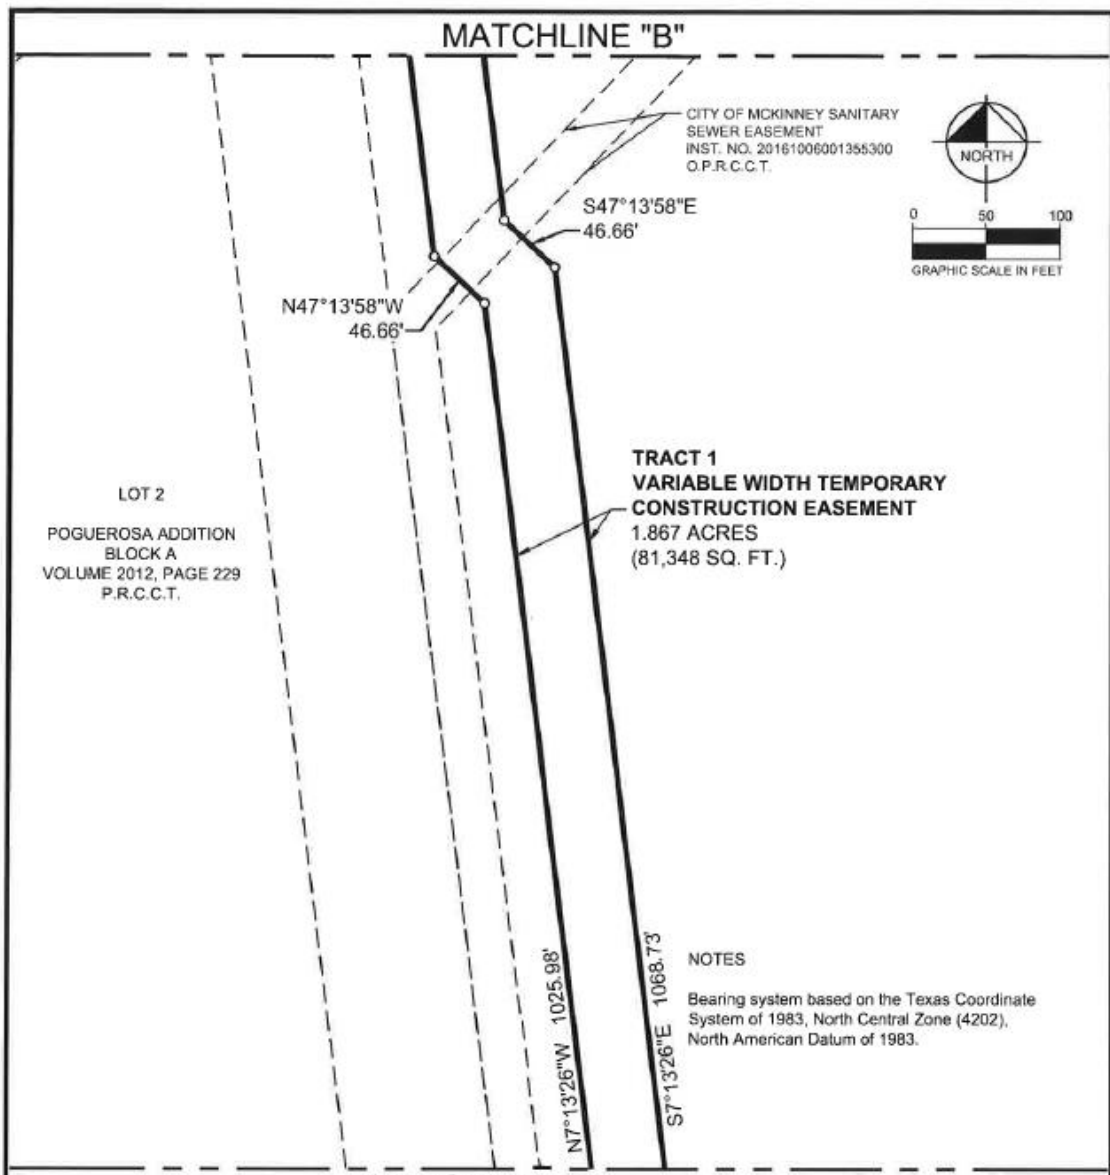 MATCHLINE "B"
CITY OF MCKINNEY SANITARY
SEWER EASEMENT
INST. NO. 20161006001355300
O.P.R.C.C.T.
NORTH
0 50 100
GRAPHIC SCALE IN FEET
S47°13'58"E
46.66'
N47°13'58"W
46.66'
TRACT 1
VARIABLE WIDTH TEMPORARY
CONSTRUCTION EASEMENT
1.867 ACRES
(81,348 SQ. FT.)
LOT 2
POGUEROSA ADDITION
BLOCK A
VOLUME 2012, PAGE 229
P.R.C.C.T.
N7°13'26"W 1025.98'
S7°13'26"E 1068.73'
NOTES
Bearing system based on the Texas Coordinate
System of 1983, North Central Zone (4202),
North American Datum of 1983.